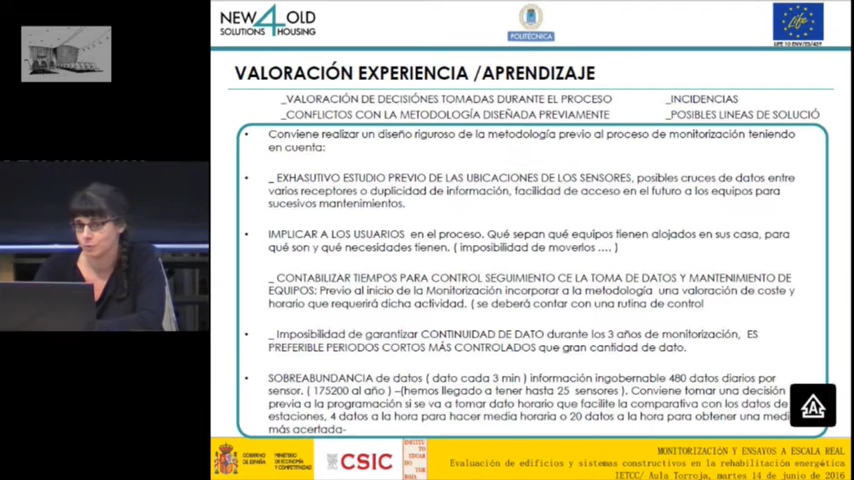 NEW4OLD
SOLUTIONS HOUSING
POLITÉCNICA
Life
LIFE 10 ENV/ES/439
VALORACIÓN EXPERIENCIA /APRENDIZAJE
_VALORACIÓN DE DECISIÓNES TOMADAS DURANTE EL PROCESO
_INCIDENCIAS
_CONFLICTOS CON LA METODOLOGÍA DISEÑADA PREVIAMENTE
_POSIBLES LINEAS DE SOLUCIÓ
• Conviene realizar un diseño riguroso de la metodología previo al proceso de monitorización teniendo
en cuenta:
• _ EXHASUTIVO ESTUDIO PREVIO DE LAS UBICACIONES DE LOS SENSORES, posibles cruces de datos entre
varios receptores o duplicidad de información, facilidad de acceso en el futuro a los equipos para
sucesivos mantenimientos.
• IMPLICAR A LOS USUARIOS en el proceso. Qué sepan qué equipos tienen alojados en sus casa, para
qué son y qué necesidades tienen. ( imposibilidad de moverlos .... )
• _ CONTABILIZAR TIEMPOS PARA CONTROL SEGUIMIENTO CE LA TOMA DE DATOS Y MANTENIMIENTO
DE EQUIPOS: Previo al inicio de la Monitorización incorporar a la metodología una valoración de coste y
horario que requerirá dicha actividad. ( se deberá contar con una rutina de control
• _ Imposibilidad de garantizar CONTINUIDAD DE DATO durante los 3 años de monitorización, ES
PREFERIBLE PERIODOS CORTOS MÁS CONTROLADOS que gran cantidad de dato.
• SOBREABUNDANCIA de datos ( dato cada 3 min ) información ingobernable 480 datos diarios por
sensor. ( 175200 al año ) –(hemos llegado a tener hasta 25 sensores ). Conviene tomar una decisión
previa a la programación si se va a tomar dato horario que facilite la comparativa con los datos de
estaciones, 4 datos a la hora para hacer media horaria o 20 datos a la hora para obtener una medi
más acertada-
GOBIERNO DE ESPAÑA
MINISTERIO DE ECONOMÍA Y COMPETITIVIDAD
CSIC
INSTITU
TO
EDUAR
DO TOR
ROJA
MONITORIZACIÓN Y ENSAYOS A ESCALA REAL
Evaluación de edificios y sistemas constructivos en la rehabilitación energética
IETCC/ Aula Torroja, martes 14 de junio de 2016